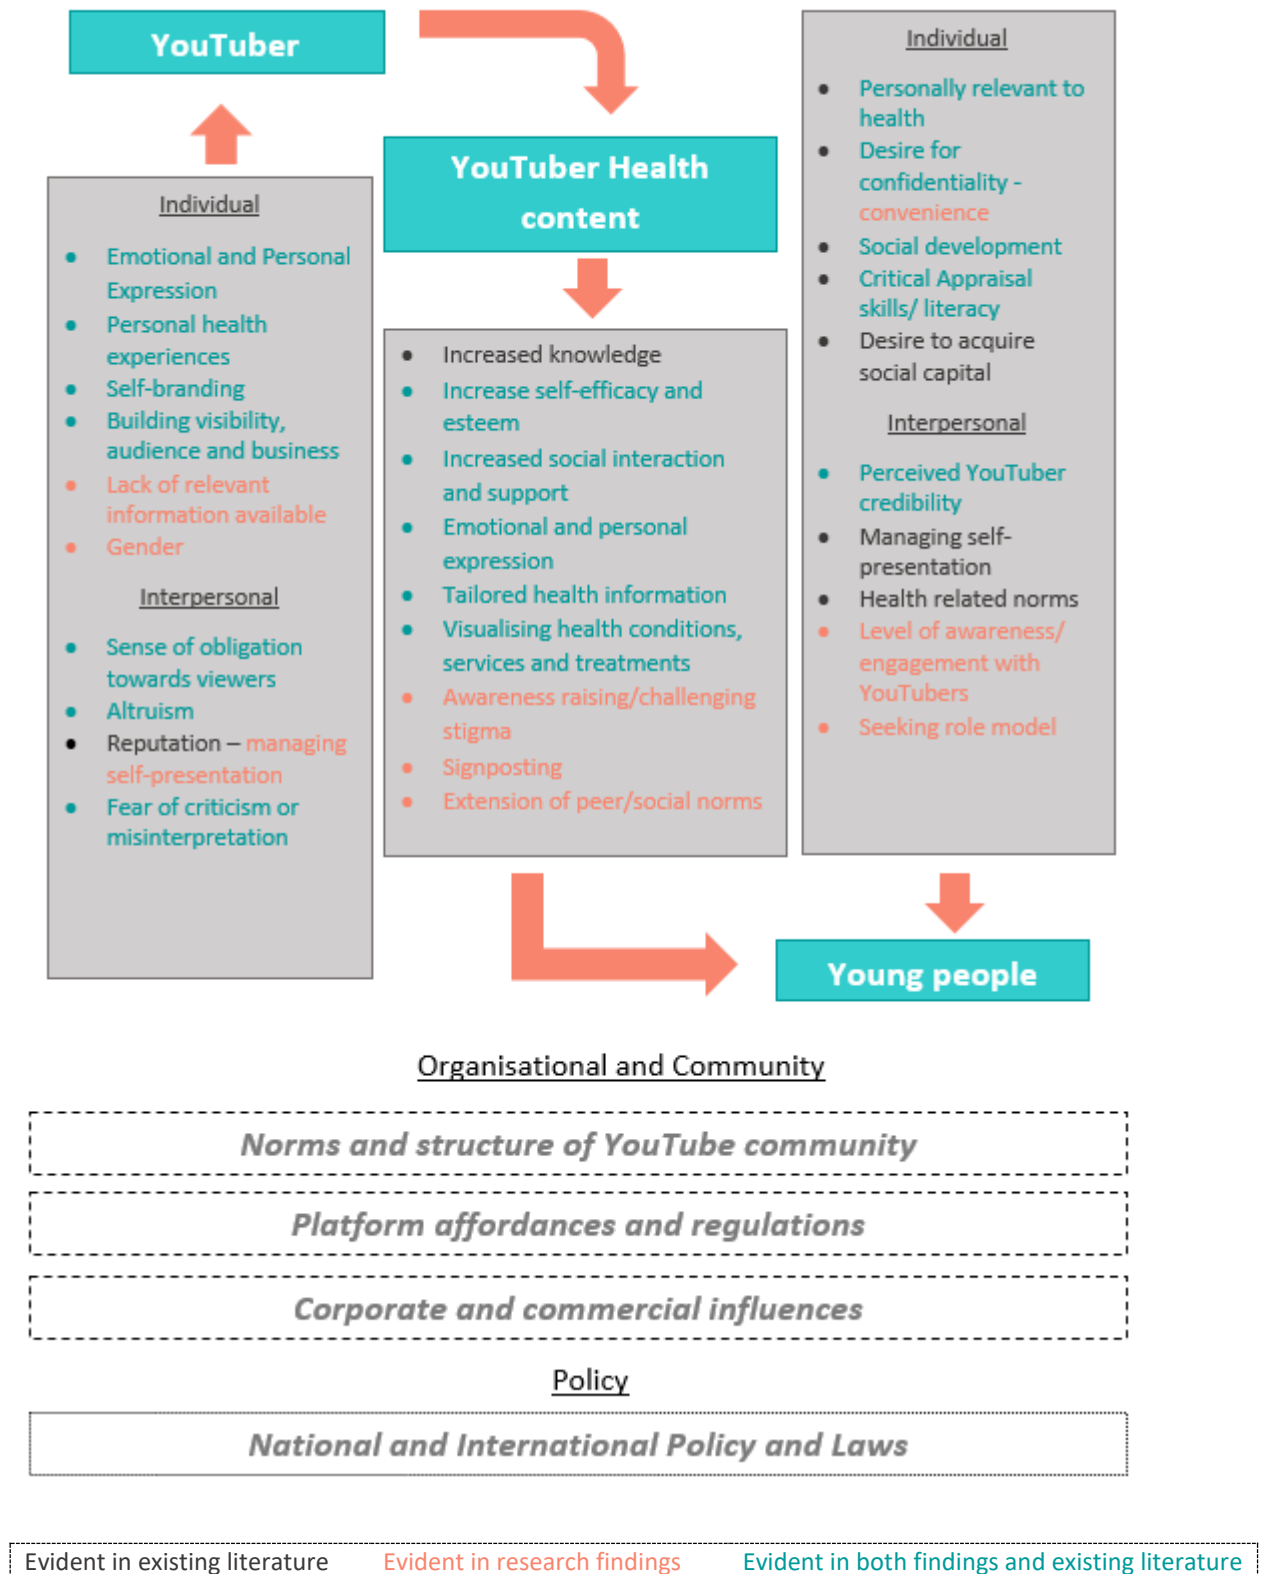 YouTuber
Individual
● Emotional and Personal
Expression
● Personal health
experiences
● Self-branding
● Building visibility,
audience and business
● Lack of relevant
information available
● Gender
Interpersonal
● Sense of obligation
towards viewers
● Altruism
● Reputation – managing
self-presentation
● Fear of criticism or
misinterpretation
YouTuber Health
content
● Increased knowledge
● Increase self-efficacy and
esteem
● Increased social interaction
and support
● Emotional and personal
expression
● Tailored health information
● Visualising health conditions,
services and treatments
● Awareness raising/challenging
stigma
● Signposting
● Extension of peer/social norms
Individual
● Personally relevant to
health
● Desire for
confidentiality -
convenience
● Social development
● Critical Appraisal
skills/ literacy
● Desire to acquire
social capital
Interpersonal
● Perceived YouTuber
credibility
● Managing self-
presentation
● Health related norms
● Level of awareness/
engagement with
YouTubers
● Seeking role model
Young people
Organisational and Community
Norms and structure of YouTube community
Platform affordances and regulations
Corporate and commercial influences
Policy
National and International Policy and Laws
Evident in existing literature Evident in research findings Evident in both findings and existing literature